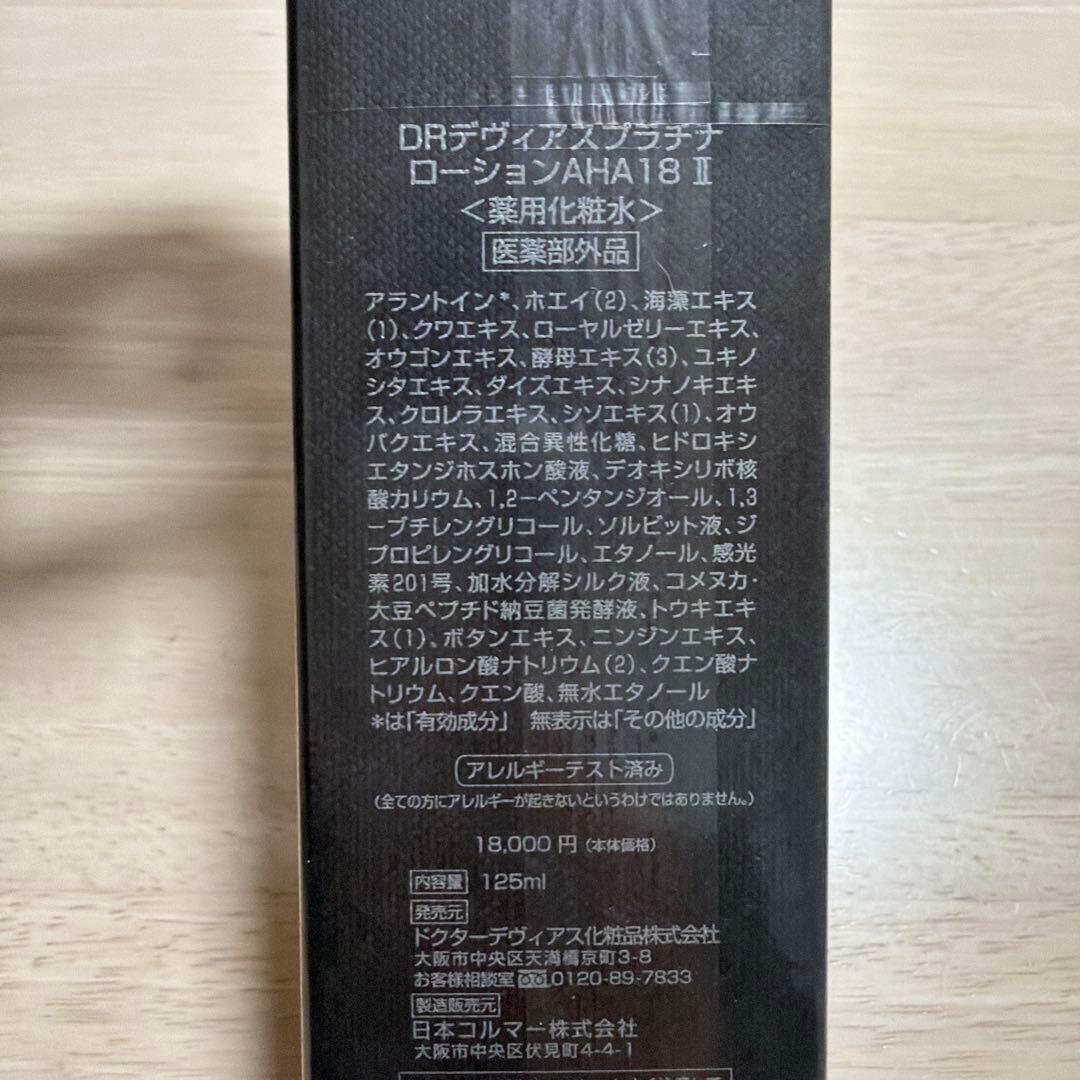 DRデヴィアスプラチナ
ローションAHA18 Ⅱ
＜薬用化粧水＞
医薬部外品
アラントイン*、ホエイ(2)、海藻エキス
(1)、クワエキス、ローヤルゼリーエキス、
オウゴンエキス、酵母エキス(3)、ユキノ
シタエキス、ダイズエキス、シナノキエキ
ス、クロレラエキス、シソエキス(1)、オウ
バクエキス、混合異性化糖、ヒドロキシ
エタンジホスホン酸液、デオキシリボ核
酸カリウム、1,2−ペンタンジオール、1,3
−ブチレングリコール、ソルビット液、ジ
プロピレングリコール、エタノール、感光
素201号、加水分解シルク液、コメヌカ・
大豆ペプチド納豆菌発酵液、トウキエキ
ス(1)、ボタンエキス、ニンジンエキス、
ヒアルロン酸ナトリウム(2)、クエン酸ナ
トリウム、クエン酸、無水エタノール
*は「有効成分」 無表示は「その他の成分」
アレルギーテスト済み
(全ての方にアレルギーが起きないというわけではありません。)
18,000 円 (本体価格)
内容量 125ml
発売元
ドクターデヴィアス化粧品株式会社
大阪市中央区天満橋京町3-8
お客様相談室 0120-89-7833
製造販売元
日本コルマー株式会社
大阪市中央区伏見町4-4-1